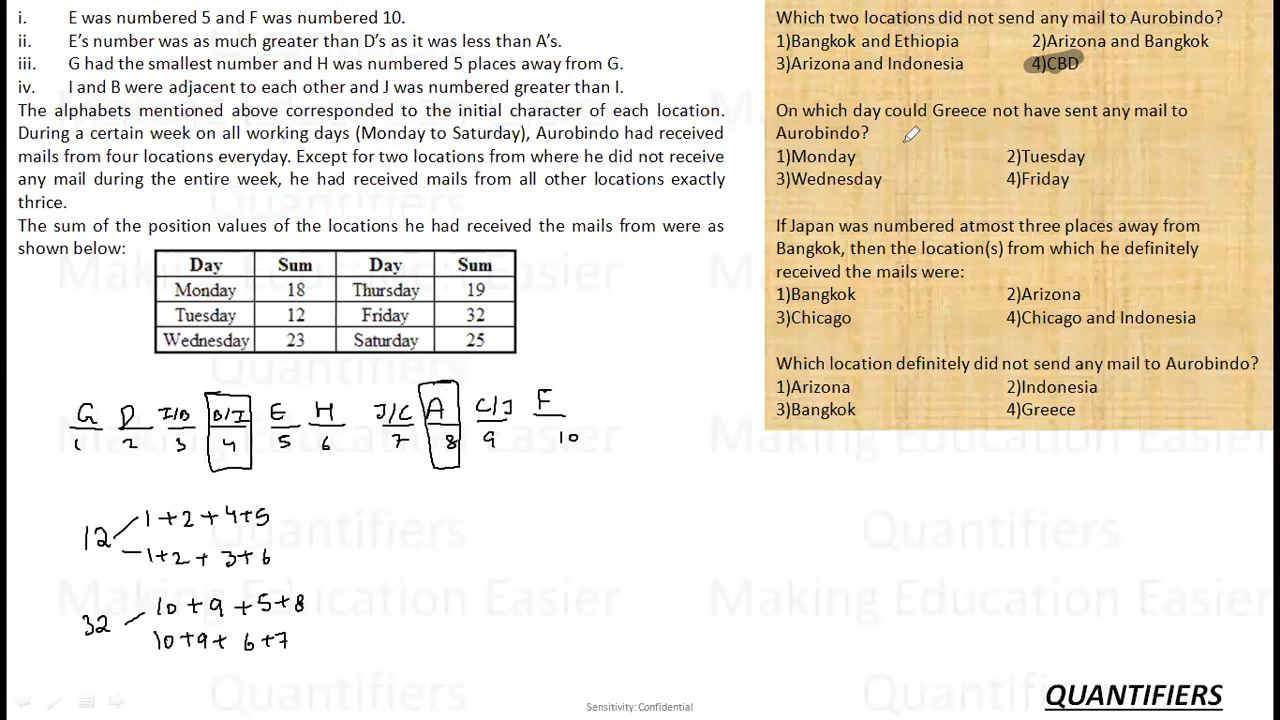 i. E was numbered 5 and F was numbered 10.
ii. E's number was as much greater than D's as it was less than A's.
iii. G had the smallest number and H was numbered 5 places away from G.
iv. I and B were adjacent to each other and J was numbered greater than I.
The alphabets mentioned above corresponded to the initial character of each location.
During a certain week on all working days (Monday to Saturday), Aurobindo had received
mails from four locations everyday. Except for two locations from where he did not receive
any mail during the entire week, he had received mails from all other locations exactly
thrice.
The sum of the position values of the locations he had received the mails from were as
shown below:
Day Sum Day Sum
Monday 18 Thursday 19
Tuesday 12 Friday 32
Wednesday 23 Saturday 25
G D I/B B/I E H J/C A C/J F
1 2 3 4 5 6 7 8 9 10
12 1+2+4+5
1+2+3+6
32 10+9+5+8
10+9+6+7
Which two locations did not send any mail to Aurobindo?
1)Bangkok and Ethiopia 2)Arizona and Bangkok
3)Arizona and Indonesia 4)CBD
On which day could Greece not have sent any mail to
Aurobindo?
1)Monday 2)Tuesday
3)Wednesday 4)Friday
If Japan was numbered atmost three places away from
Bangkok, then the location(s) from which he definitely
received the mails were:
1)Bangkok 2)Arizona
3)Chicago 4)Chicago and Indonesia
Which location definitely did not send any mail to Aurobindo?
1)Arizona 2)Indonesia
3)Bangkok 4)Greece
Quantifiers
Making Education Easier
Sensitivity: Confidential
QUANTIFIERS